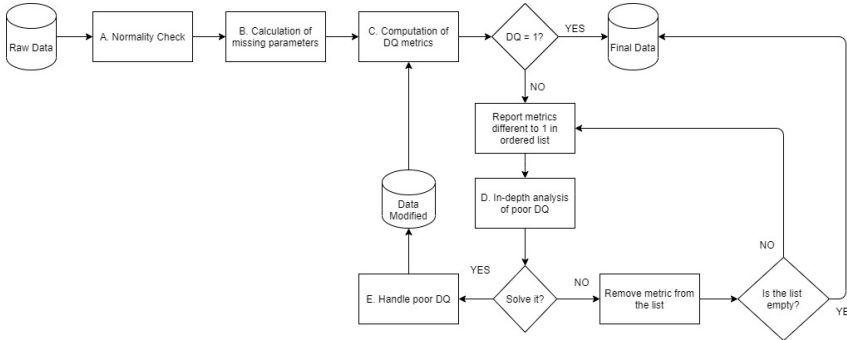 Raw Data
A. Normality Check
B. Calculation of
missing parameters
C. Computation of
DQ metrics
DQ = 1?
YES
Final Data
NO
Report metrics
different to 1 in
ordered list
D. In-depth analysis
of poor DQ
Data
Modified
NO
YES
E. Handle poor DQ
Solve it?
NO
Remove metric from
the list
Is the list
empty?
YE